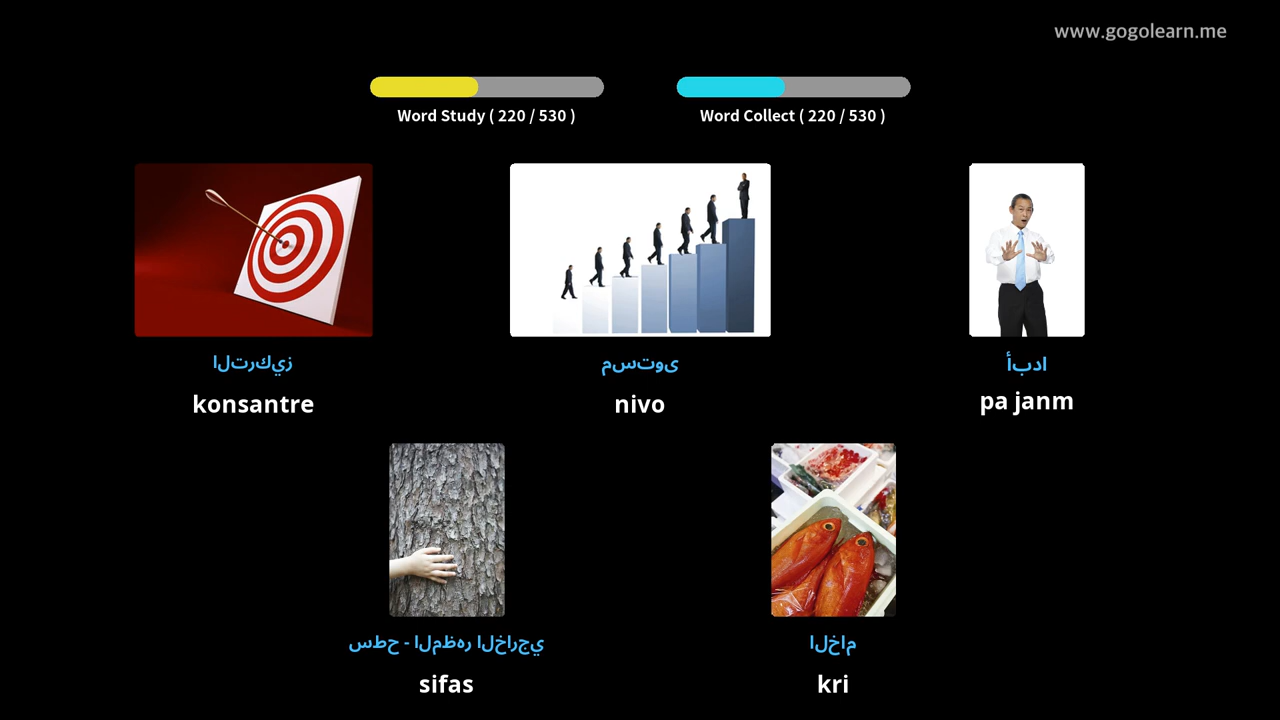 www.gogolearn.me
Word Study ( 220 / 530 )
Word Collect ( 220 / 530 )
التركيز
konsantre
مستوى
nivo
أبدا
pa janm
سطح - المظهر الخارجي
sifas
الخام
kri